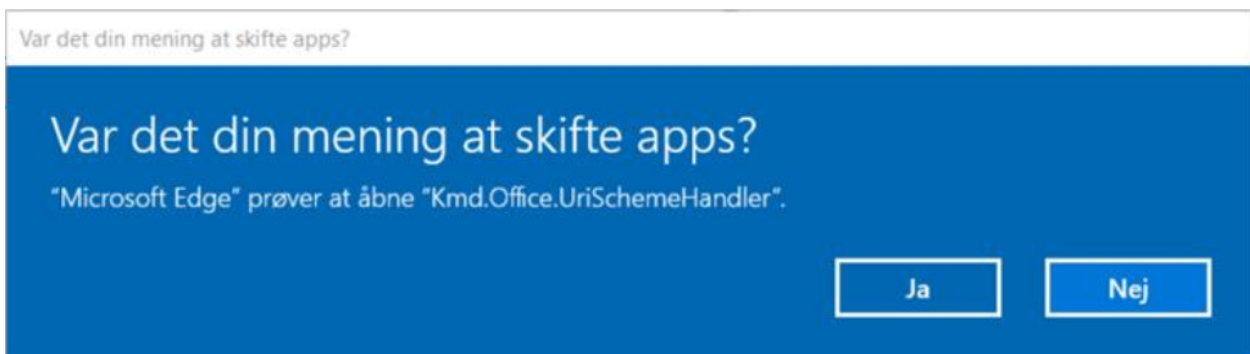 Var det din mening at skifte apps?
Var det din mening at skifte apps?
"Microsoft Edge" prøver at åbne "Kmd.Office.UriSchemeHandler".
Ja
Nej